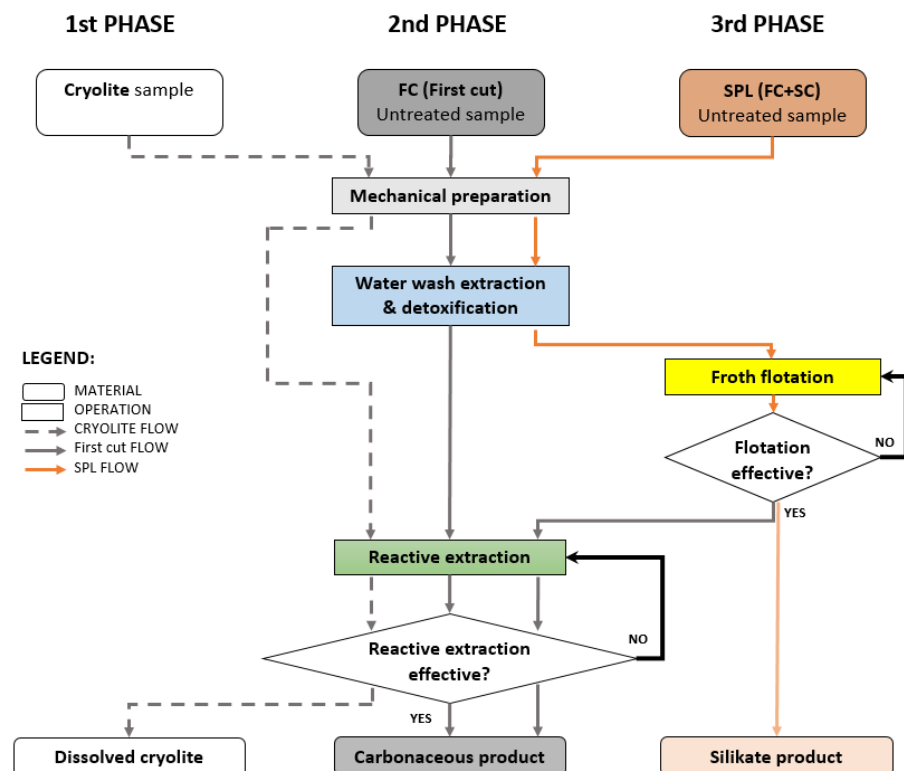 1st PHASE
2nd PHASE
3rd PHASE
Cryolite sample
FC (First cut)
Untreated sample
SPL (FC+SC)
Untreated sample
Mechanical preparation
Water wash extraction
& detoxification
LEGEND:
MATERIAL
OPERATION
CRYOLITE FLOW
First cut FLOW
SPL FLOW
Froth flotation
Flotation
effective?
NO
YES
Reactive extraction
Reactive extraction
effective?
NO
YES
Dissolved cryolite
Carbonaceous product
Silikate product